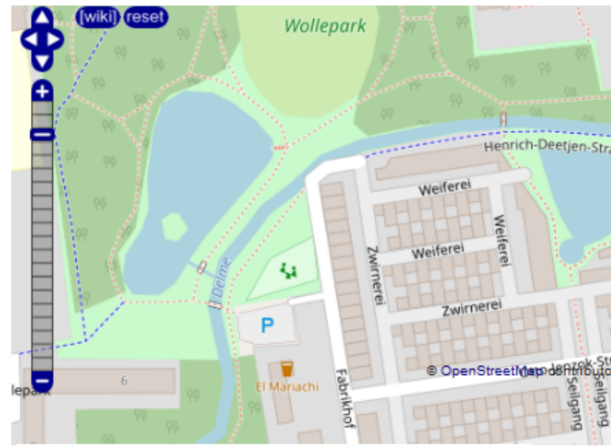 [wiki] reset
Wollepark
Henrich-Deetjen-Stra
Weiferei
Weiferei
Weiferei
Zwirnerei
Zwirnerei
Delme
P
6
El Mariachi
Fabrikhof
Seilgang
© OpenStreetMap contributo
ollepark